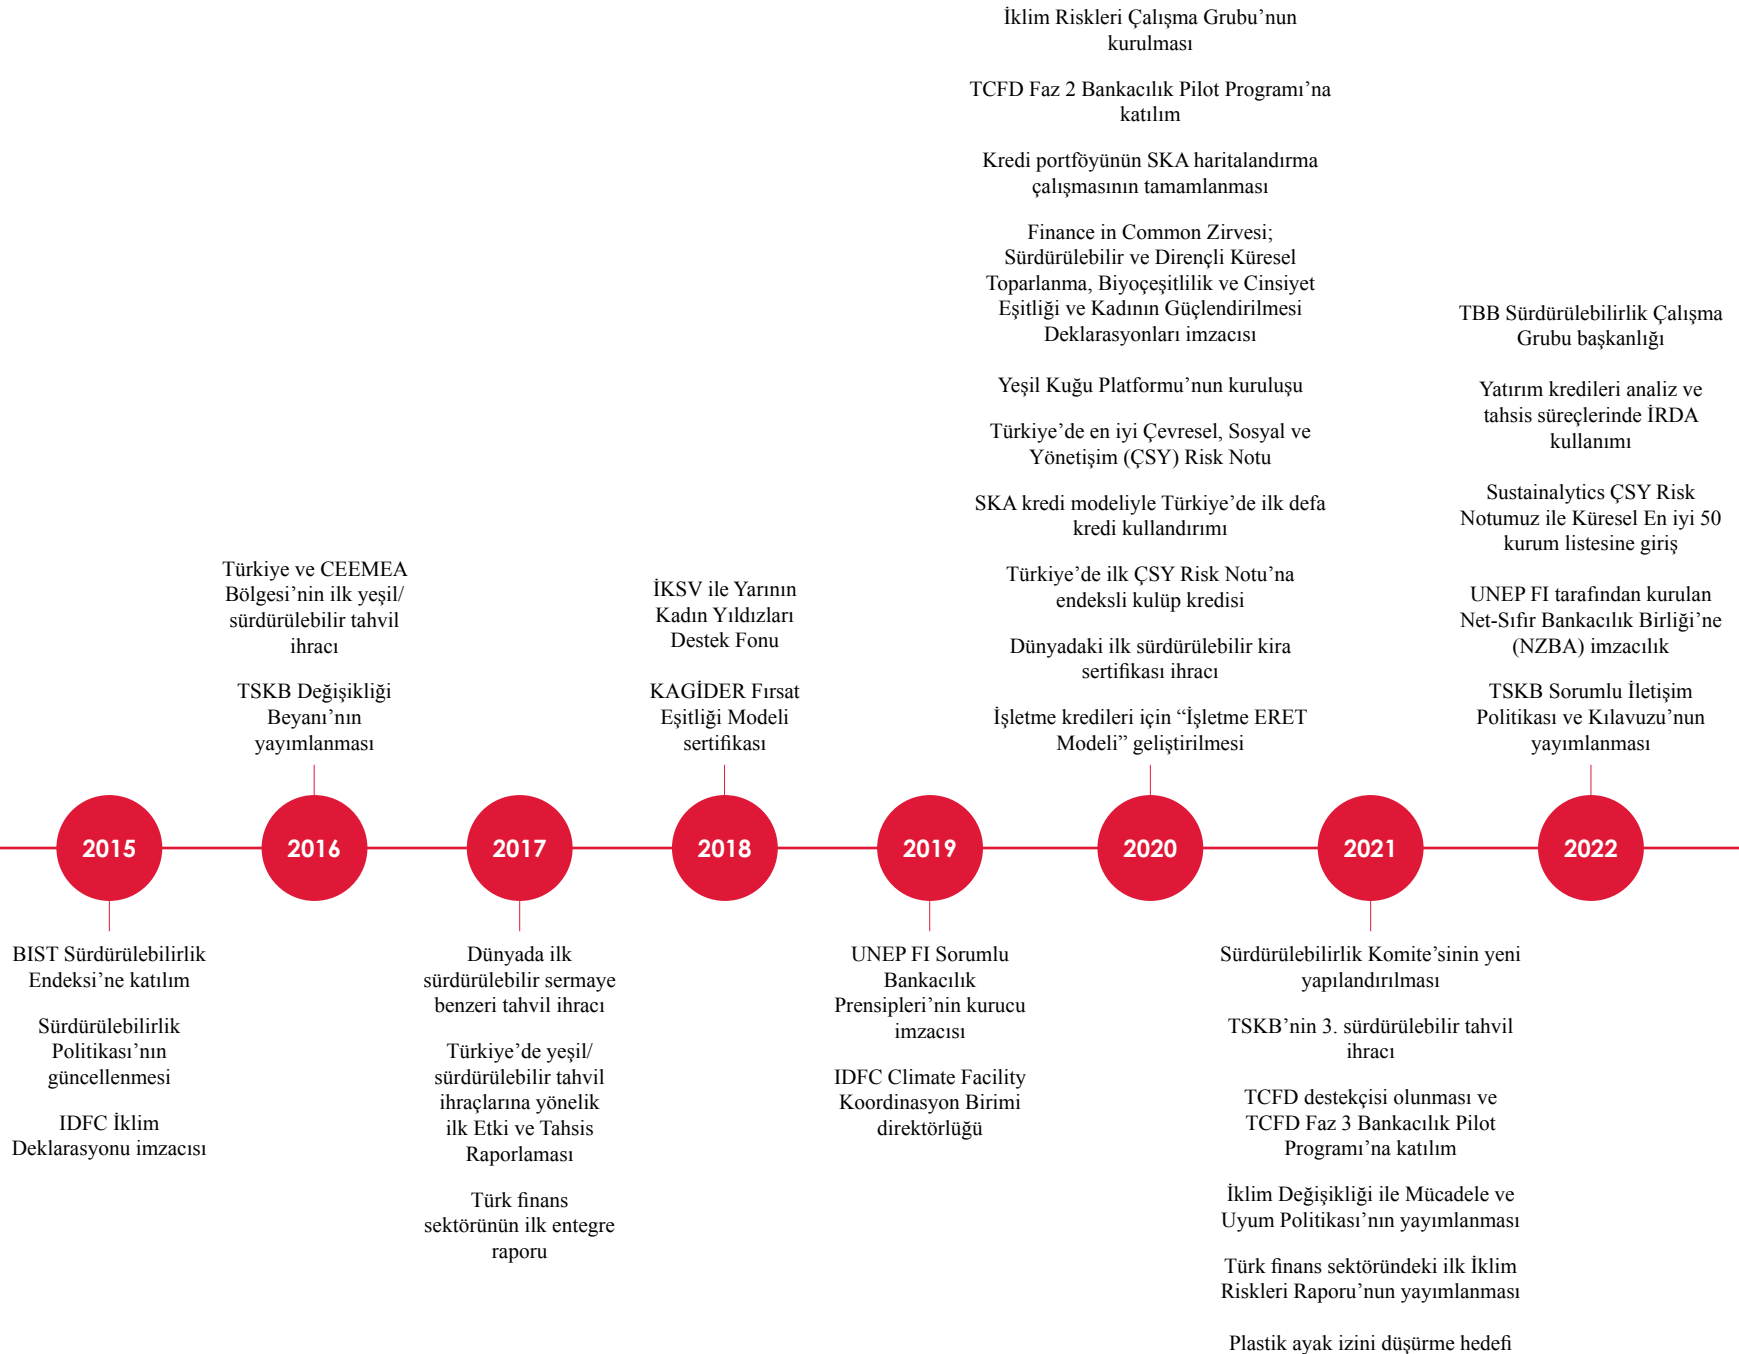 İklim Riskleri Çalışma Grubu’nun
kurulması
TCFD Faz 2 Bankacılık Pilot Programı’na
katılım
Kredi portföyünün SKA haritalandırma
çalışmasının tamamlanması
Finance in Common Zirvesi;
Sürdürülebilir ve Dirençli Küresel
Toparlanma, Biyoçeşitlilik ve Cinsiyet
Eşitliği ve Kadının Güçlendirilmesi
Deklarasyonları imzacısı
Yeşil Kuğu Platformu’nun kuruluşu
Türkiye’de en iyi Çevresel, Sosyal ve
Yönetişim (ÇSY) Risk Notu
SKA kredi modeliyle Türkiye’de ilk defa
kredi kullandırımı
Türkiye’de ilk ÇSY Risk Notu’na
endeksli kulüp kredisi
Dünyadaki ilk sürdürülebilir kira
sertifikası ihracı
İşletme kredileri için “İşletme ERET
Modeli” geliştirilmesi
TBB Sürdürülebilirlik Çalışma
Grubu başkanlığı
Yatırım kredileri analiz ve
tahsis süreçlerinde İRDA
kullanımı
Sustainalytics ÇSY Risk
Notumuz ile Küresel En iyi 50
kurum listesine giriş
UNEP FI tarafından kurulan
Net-Sıfır Bankacılık Birliği’ne
(NZBA) imzacılık
TSKB Sorumlu İletişim
Politikası ve Kılavuzu’nun
yayımlanması
Türkiye ve CEEMEA
Bölgesi’nin ilk yeşil/
sürdürülebilir tahvil
ihracı
TSKB Değişikliği
Beyanı’nın
yayımlanması
İKSV ile Yarının
Kadın Yıldızları
Destek Fonu
KAGİDER Fırsat
Eşitliği Modeli
sertifikası
2015
2016
2017
2018
2019
2020
2021
2022
BIST Sürdürülebilirlik
Endeksi’ne katılım
Sürdürülebilirlik
Politikası’nın
güncellenmesi
IDFC İklim
Deklarasyonu imzacısı
Dünyada ilk
sürdürülebilir sermaye
benzeri tahvil ihracı
Türkiye’de yeşil/
sürdürülebilir tahvil
ihraçlarına yönelik
ilk Etki ve Tahsis
Raporlaması
Türk finans
sektörünün ilk entegre
raporu
UNEP FI Sorumlu
Bankacılık
Prensipleri’nin kurucu
imzacısı
IDFC Climate Facility
Koordinasyon Birimi
direktörlüğü
Sürdürülebilirlik Komite’sinin yeni
yapılandırılması
TSKB’nin 3. sürdürülebilir tahvil
ihracı
TCFD destekçisi olunması ve
TCFD Faz 3 Bankacılık Pilot
Programı’na katılım
İklim Değişikliği ile Mücadele ve
Uyum Politikası’nın yayımlanması
Türk finans sektöründeki ilk İklim
Riskleri Raporu’nun yayımlanması
Plastik ayak izini düşürme hedefi